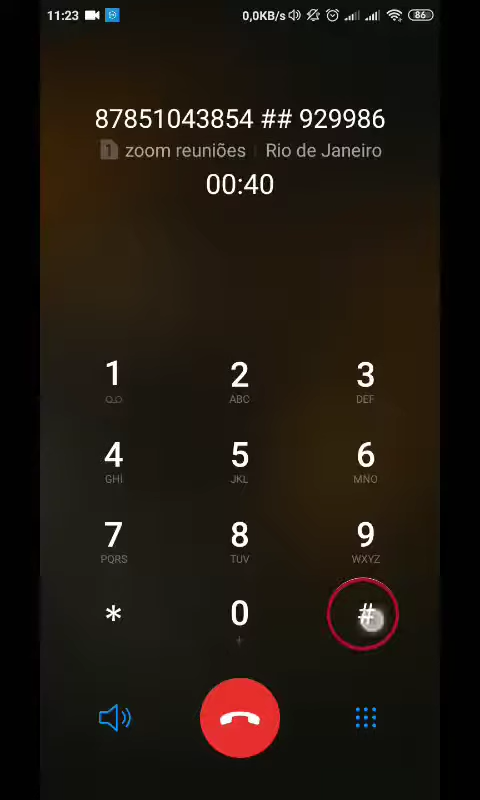 11:23 0,0KB/s 86
87851043854 ## 929986
1 zoom reuniões | Rio de Janeiro
00:40
1 2 3
ABC DEF
4 5 6
GHI JKL MNO
7 8 9
PQRS TUV WXYZ
* 0 #
+